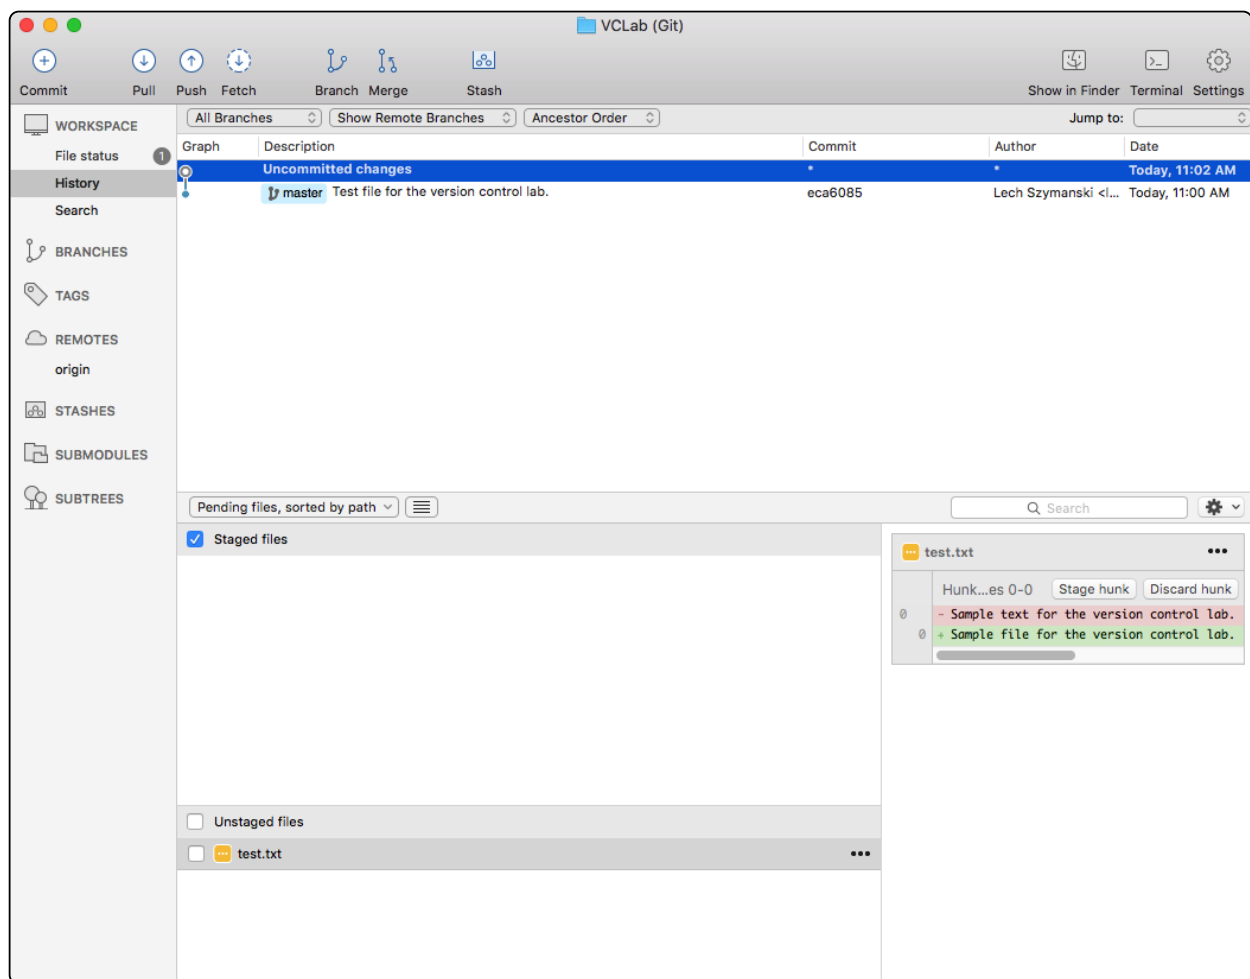 VCLab (Git)
Commit Pull Push Fetch Branch Merge Stash Show in Finder Terminal Settings
WORKSPACE
File status 1
History
Search
BRANCHES
TAGS
REMOTES
origin
STASHES
SUBMODULES
SUBTREES
All Branches Show Remote Branches Ancestor Order Jump to:
Graph Description Commit Author Date
Uncommitted changes * * Today, 11:02 AM
master Test file for the version control lab. eca6085 Lech Szymanski <l... Today, 11:00 AM
Pending files, sorted by path Search
Staged files
Unstaged files
test.txt
test.txt
Hunk...es 0-0 Stage hunk Discard hunk
0 - Sample text for the version control lab.
0 + Sample file for the version control lab.